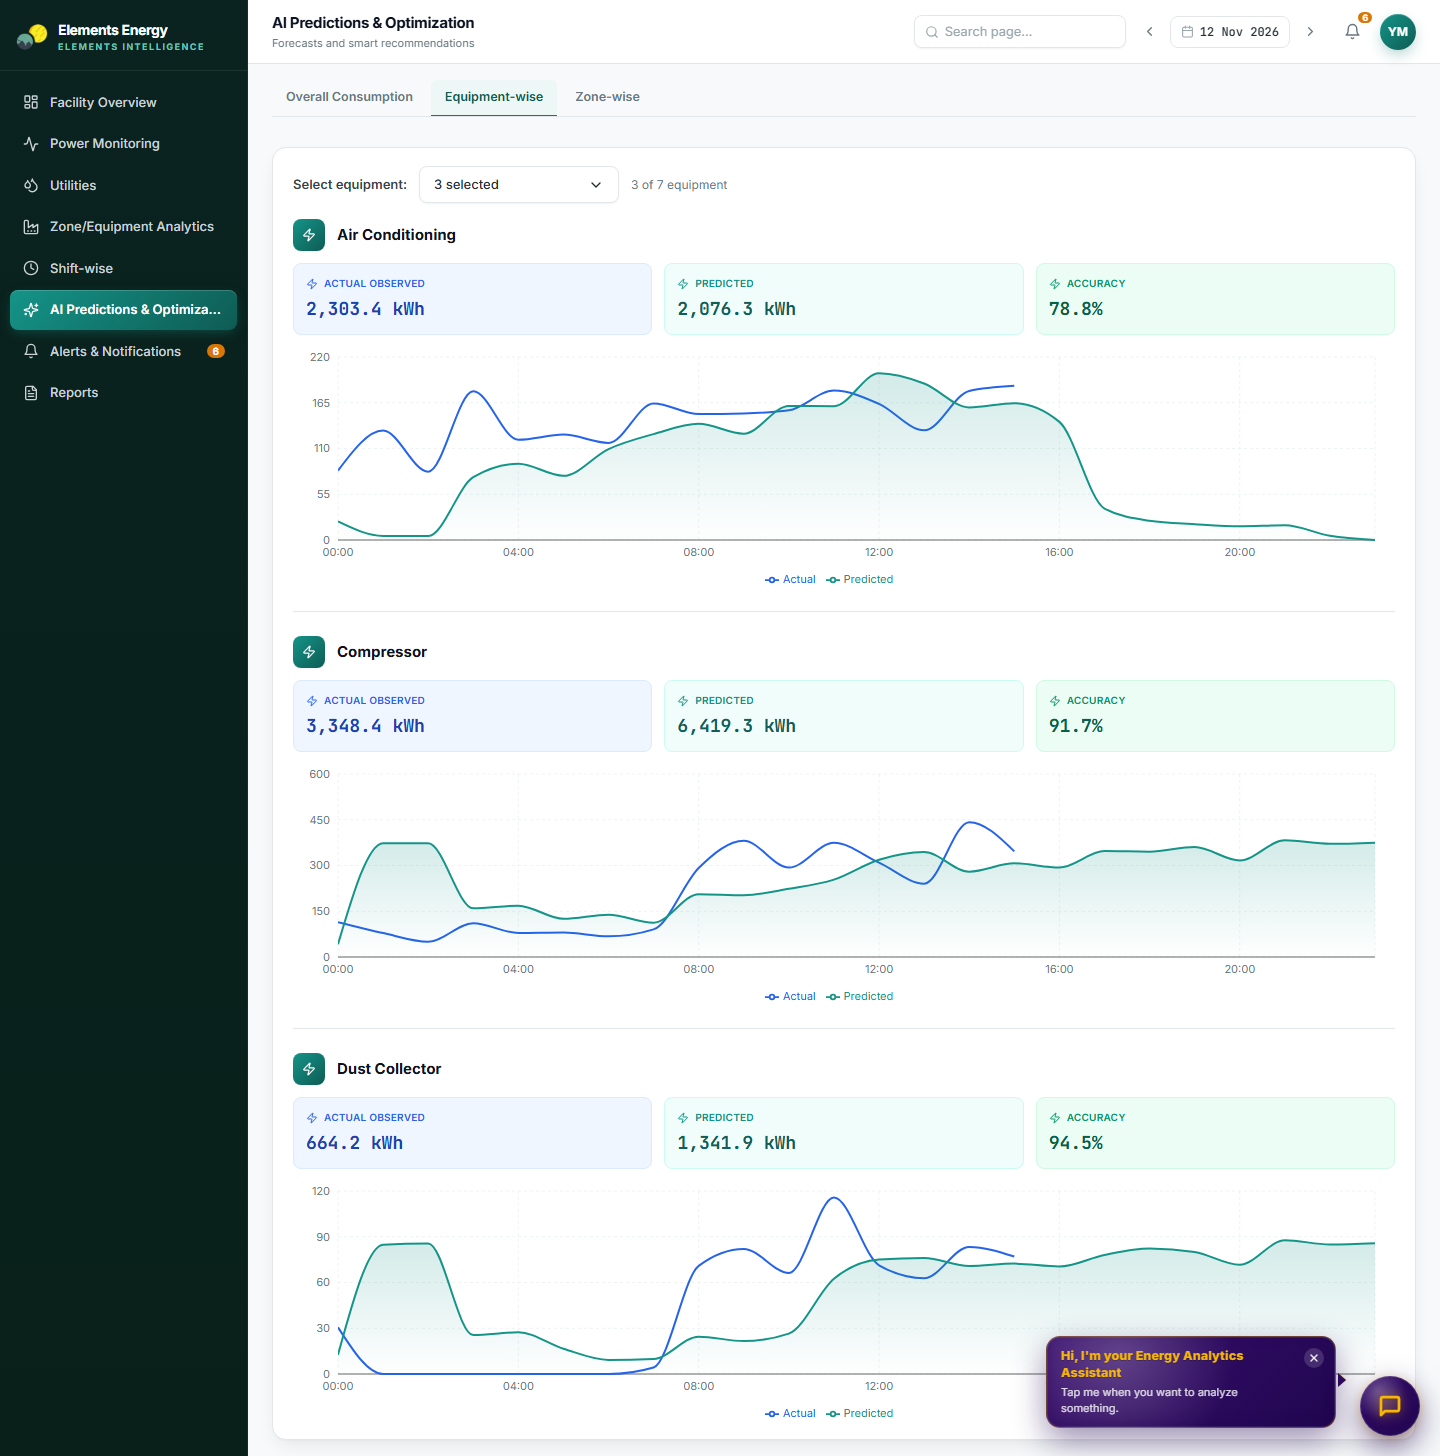 Elements Energy
ELEMENTS INTELLIGENCE
Facility Overview
Power Monitoring
Utilities
Zone/Equipment Analytics
Shift-wise
AI Predictions & Optimiza...
Alerts & Notifications 6
Reports
AI Predictions & Optimization
Forecasts and smart recommendations
Search page...
12 Nov 2026
6
YM
Overall Consumption Equipment-wise Zone-wise
Select equipment: 3 selected 3 of 7 equipment
Air Conditioning
ACTUAL OBSERVED PREDICTED ACCURACY
2,303.4 kWh 2,076.3 kWh 78.8%
220
165
110
55
0
00:00 04:00 08:00 12:00 16:00 20:00
Actual Predicted
Compressor
ACTUAL OBSERVED PREDICTED ACCURACY
3,348.4 kWh 6,419.3 kWh 91.7%
600
450
300
150
0
00:00 04:00 08:00 12:00 16:00 20:00
Actual Predicted
Dust Collector
ACTUAL OBSERVED PREDICTED ACCURACY
664.2 kWh 1,341.9 kWh 94.5%
120
90
60
30
0
00:00 04:00 08:00 12:00
Actual Predicted
Hi, I'm your Energy Analytics
Assistant
Tap me when you want to analyze
something.